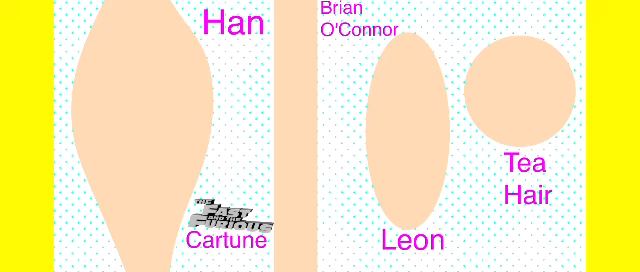 Han
Brian
O'Connor
THE
FAST
AND THE
FURIOUS
Cartune
Leon
Tea
Hair